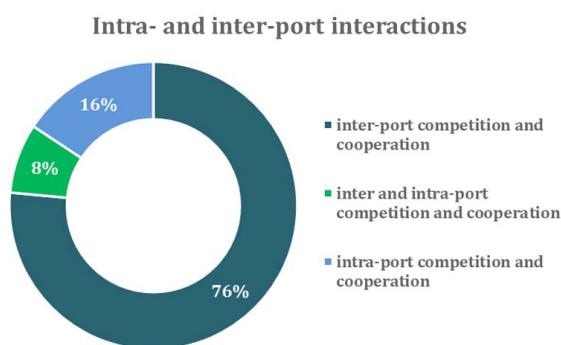 Intra- and inter-port interactions
16%
8%
76%
inter-port competition and
cooperation
inter and intra-port
competition and cooperation
intra-port competition and
cooperation